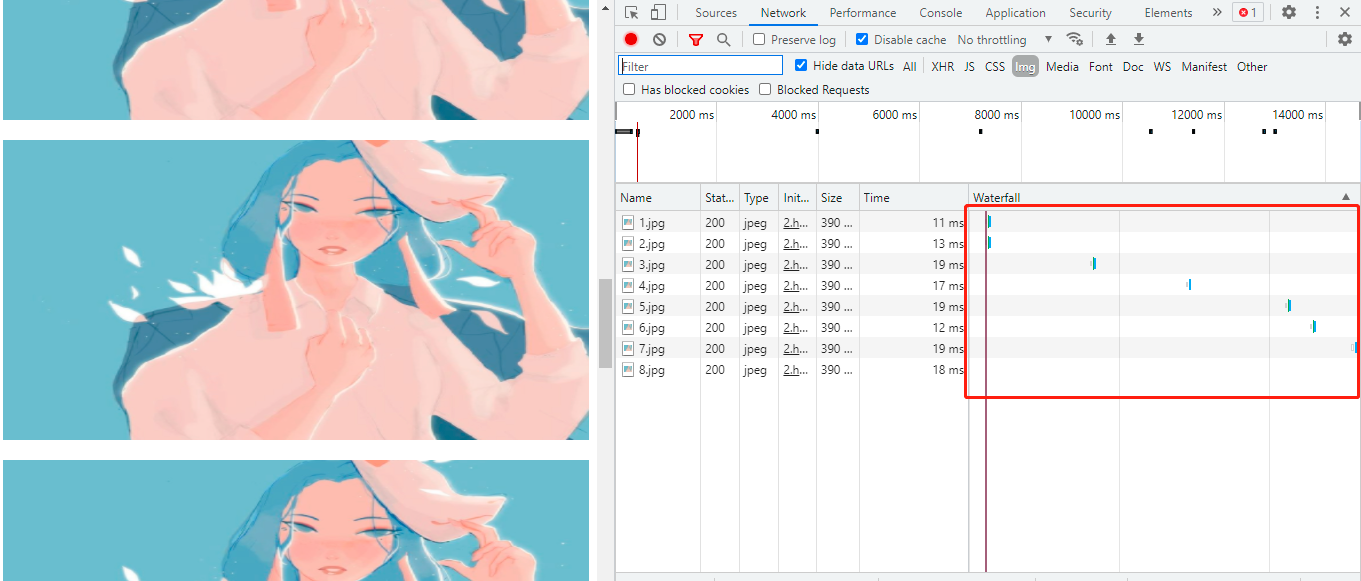 Sources Network Performance Console Application Security Elements » 1
Preserve log Disable cache No throttling
Filter Hide data URLs All XHR JS CSS Img Media Font Doc WS Manifest Other
Has blocked cookies Blocked Requests
2000 ms 4000 ms 6000 ms 8000 ms 10000 ms 12000 ms 14000 ms
Name Stat... Type Init... Size Time Waterfall
1.jpg 200 jpeg 2.h... 390 ... 11 ms
2.jpg 200 jpeg 2.h... 390 ... 13 ms
3.jpg 200 jpeg 2.h... 390 ... 19 ms
4.jpg 200 jpeg 2.h... 390 ... 17 ms
5.jpg 200 jpeg 2.h... 390 ... 19 ms
6.jpg 200 jpeg 2.h... 390 ... 12 ms
7.jpg 200 jpeg 2.h... 390 ... 19 ms
8.jpg 200 jpeg 2.h... 390 ... 18 ms